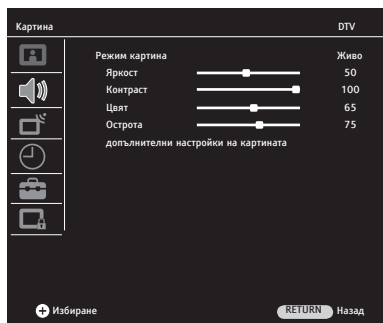 Картина DTV
Режим картина Живо
Яркост 50
Контраст 100
Цвят 65
Острота 75
допълнителни настройки на картината
Избиране RETURN Назад